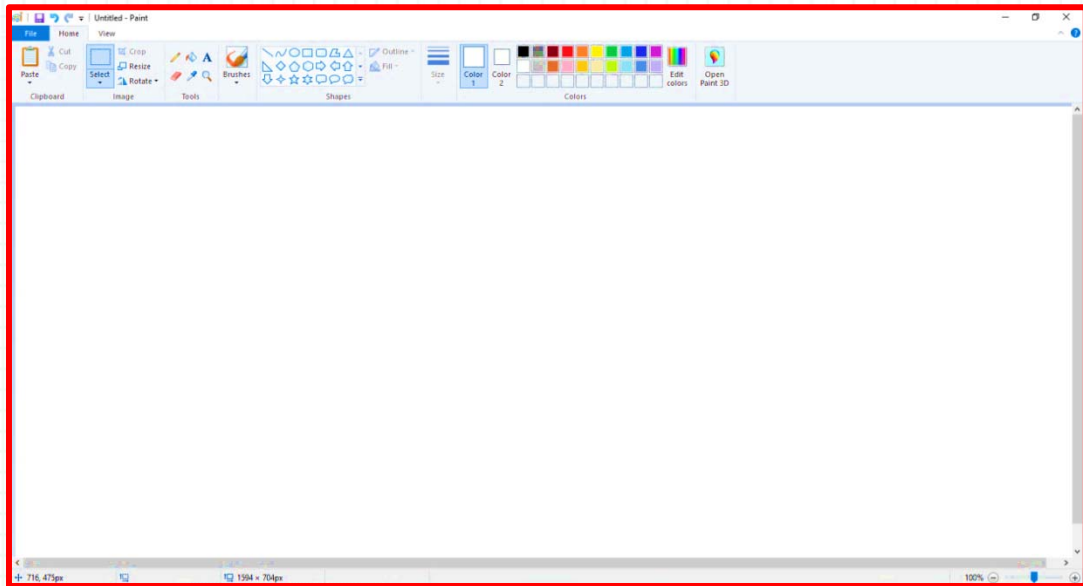 Untitled - Paint
File Home View
Paste Cut Copy
Select Crop Resize Rotate
Brushes
Outline Fill
Size
Color 1 Color 2
Edit colors
Open Paint 3D
Clipboard Image Tools Shapes Colors
716, 475px 1594 × 704px 100%